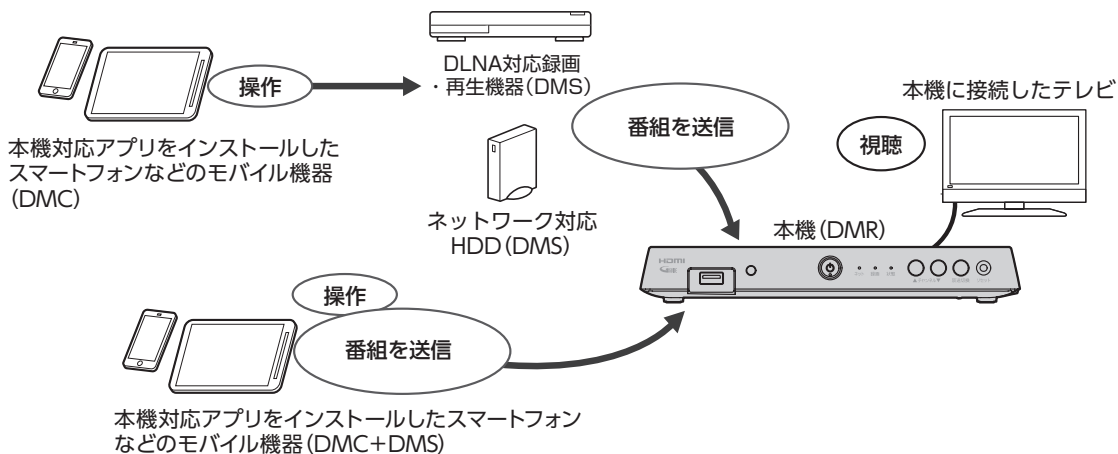 操作
DLNA対応録画
・再生機器(DMS)
本機対応アプリをインストールした
スマートフォンなどのモバイル機器
(DMC)
番組を送信
本機に接続したテレビ
視聴
ネットワーク対応
HDD(DMS)
本機(DMR)
HDMI
操作
番組を送信
本機対応アプリをインストールしたスマートフォン
などのモバイル機器(DMC+DMS)